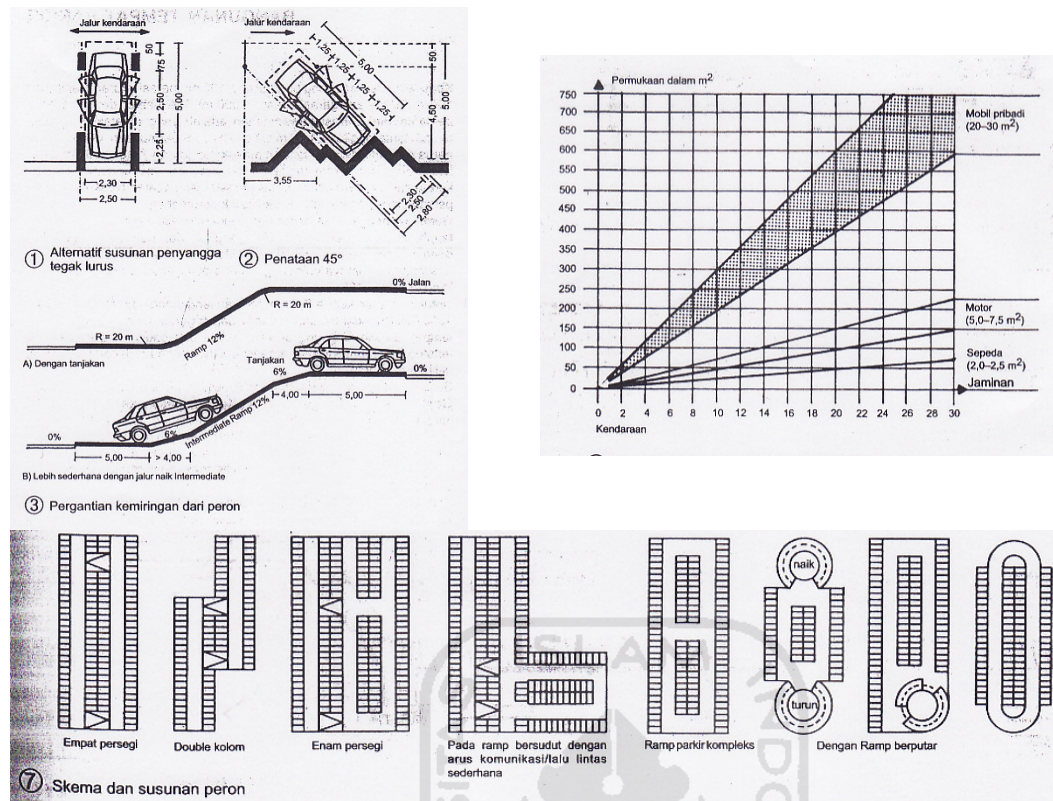 Jalur kendaraan
50
75
2,50
5,00
2,25
2,30
2,50
① Alternatif susunan penyangga
tegak lurus
Jalur kendaraan
1,25
1,25
1,25
1,25
5,00
50
4,50
5,00
3,55
2,30
2,50
2,80
② Penataan 45°
0% Jalan
R = 20 m
R = 20 m
Ramp 12%
A) Dengan tanjakan
Tanjakan
6%
0%
4,00
5,00
Intermediate Ramp 12%
6%
0%
5,00
> 4,00
B) Lebih sederhana dengan jalur naik Intermediate
③ Pergantian kemiringan dari peron
Permukaan dalam m²
750
700
650
600
550
500
450
400
350
300
250
200
150
100
50
0
Mobil pribadi
(20–30 m²)
Motor
(5,0–7,5 m²)
Sepeda
(2,0–2,5 m²)
Jaminan
0 2 4 6 8 10 12 14 16 18 20 22 24 26 28 30
Kendaraan
naik
turun
Empat persegi
Double kolom
Enam persegi
Pada ramp bersudut dengan
arus komunikasi/lalu lintas
sederhana
Ramp parkir kompleks
Dengan Ramp berputar
⑦ Skema dan susunan peron
ISLAM